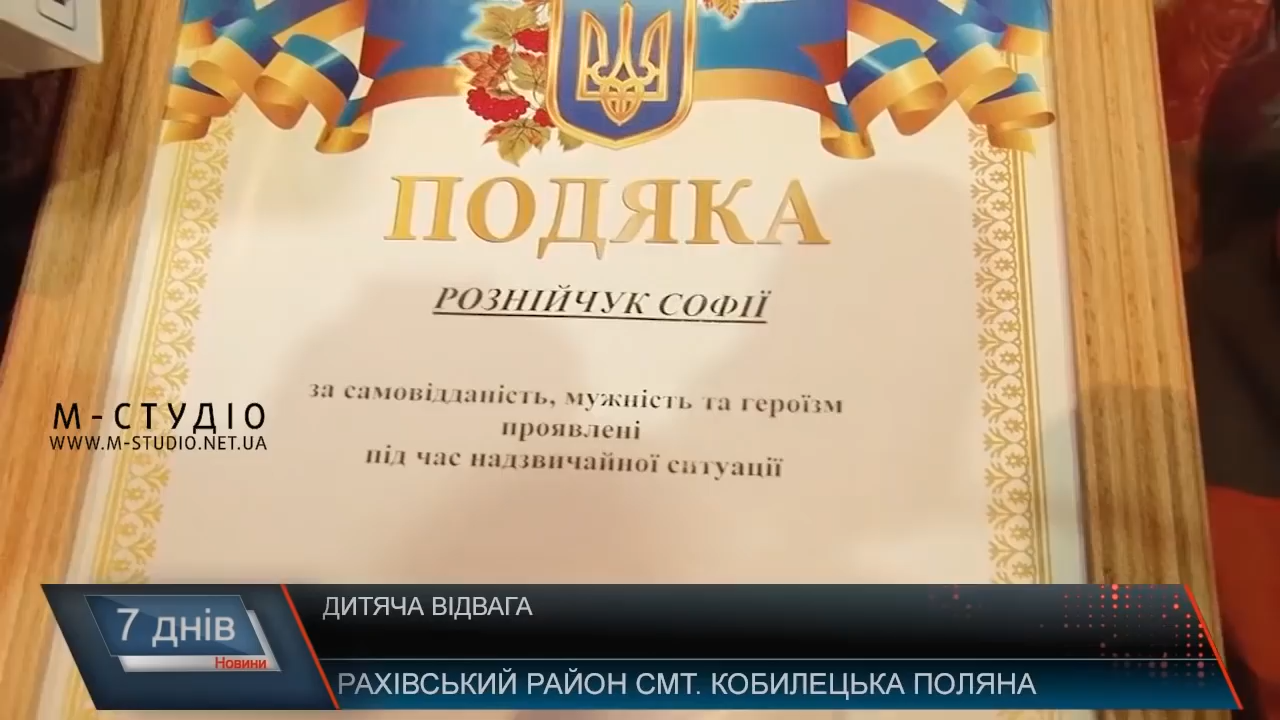 ПОДЯКА
РОЗНІЙЧУК СОФІЇ
за самовідданість, мужність та героїзм
проявлені
під час надзвичайної ситуації
М-СТУДІО
WWW.M-STUDIO.NET.UA
7 днів
Новини
ДИТЯЧА ВІДВАГА
РАХІВСЬКИЙ РАЙОН СМТ. КОБИЛЕЦЬКА ПОЛЯНА